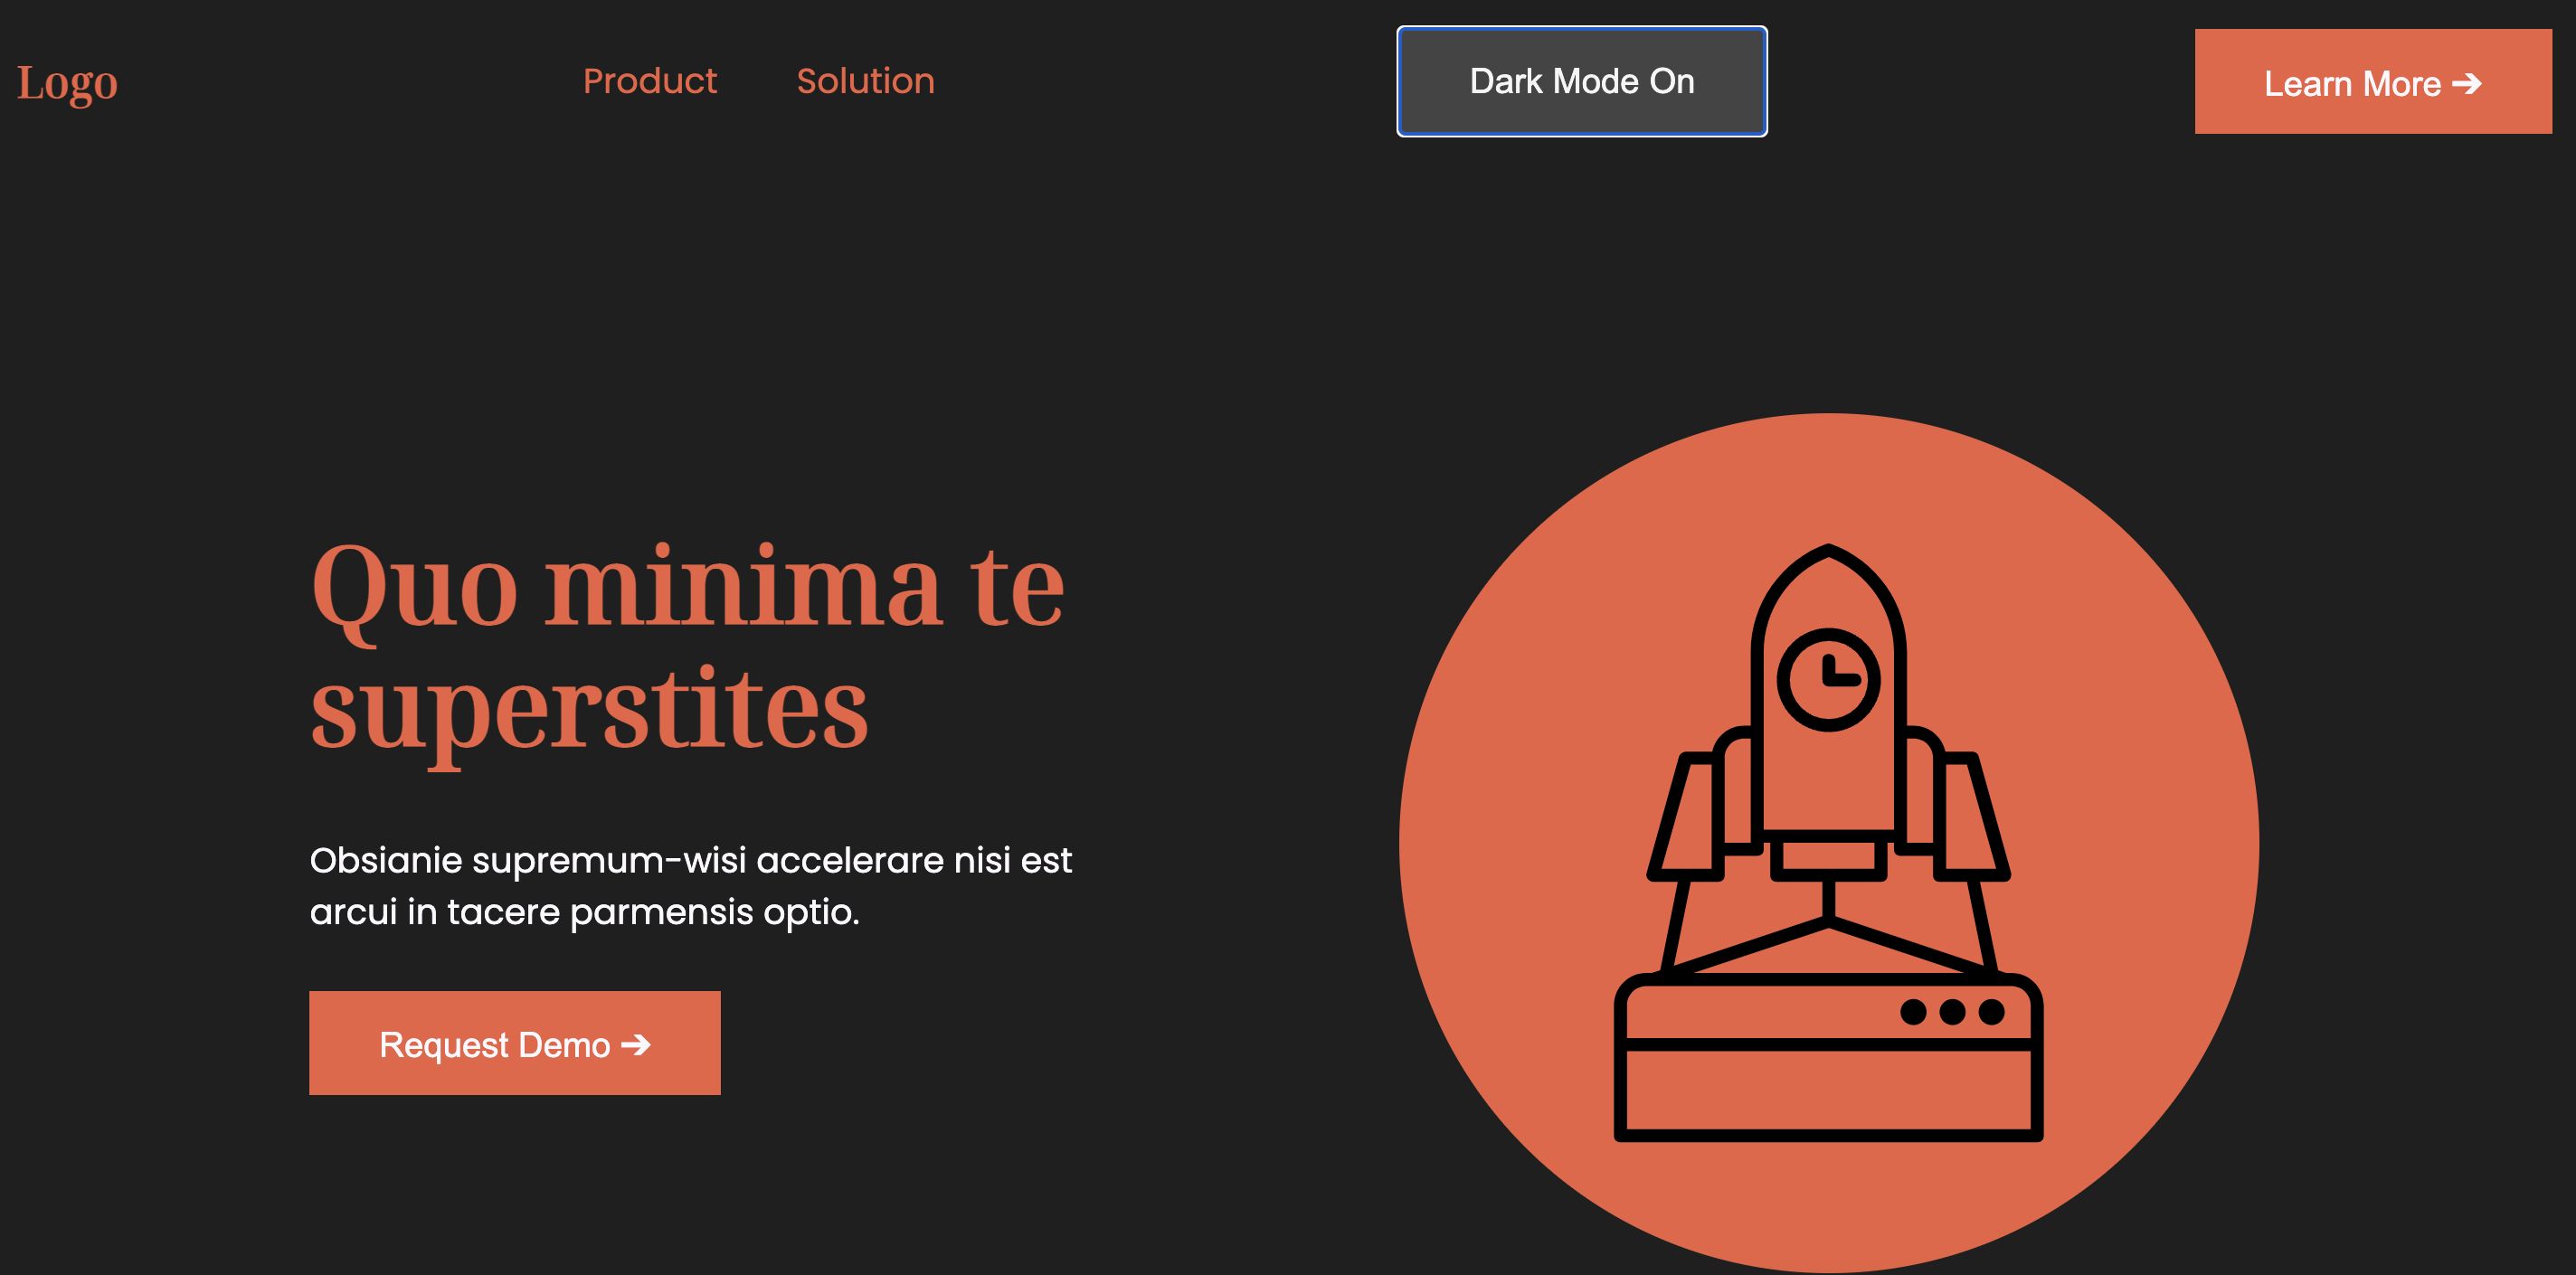 Logo
Product
Solution
Dark Mode On
Learn More ➔
Quo minima te
superstites
Obsianie supremum-wisi accelerare nisi est
arcui in tacere parmensis optio.
Request Demo ➔